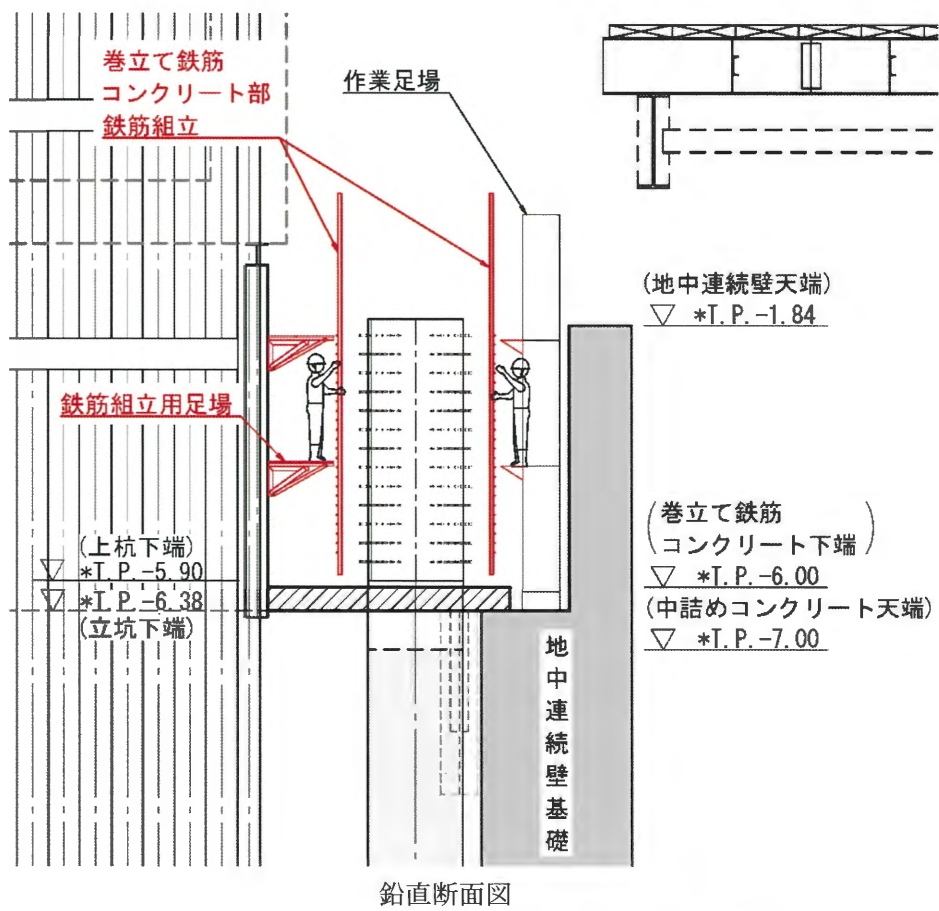 巻立て鉄筋
コンクリート部
鉄筋組立
作業足場
(地中連続壁天端)
▽ *T.P.-1.84
鉄筋組立用足場
(上杭下端)
▽ *T.P.-5.90
▽ *T.P.-6.38
(立坑下端)
(巻立て鉄筋
コンクリート下端)
▽ *T.P.-6.00
(中詰めコンクリート天端)
▽ *T.P.-7.00
地中連続壁基礎
鉛直断面図